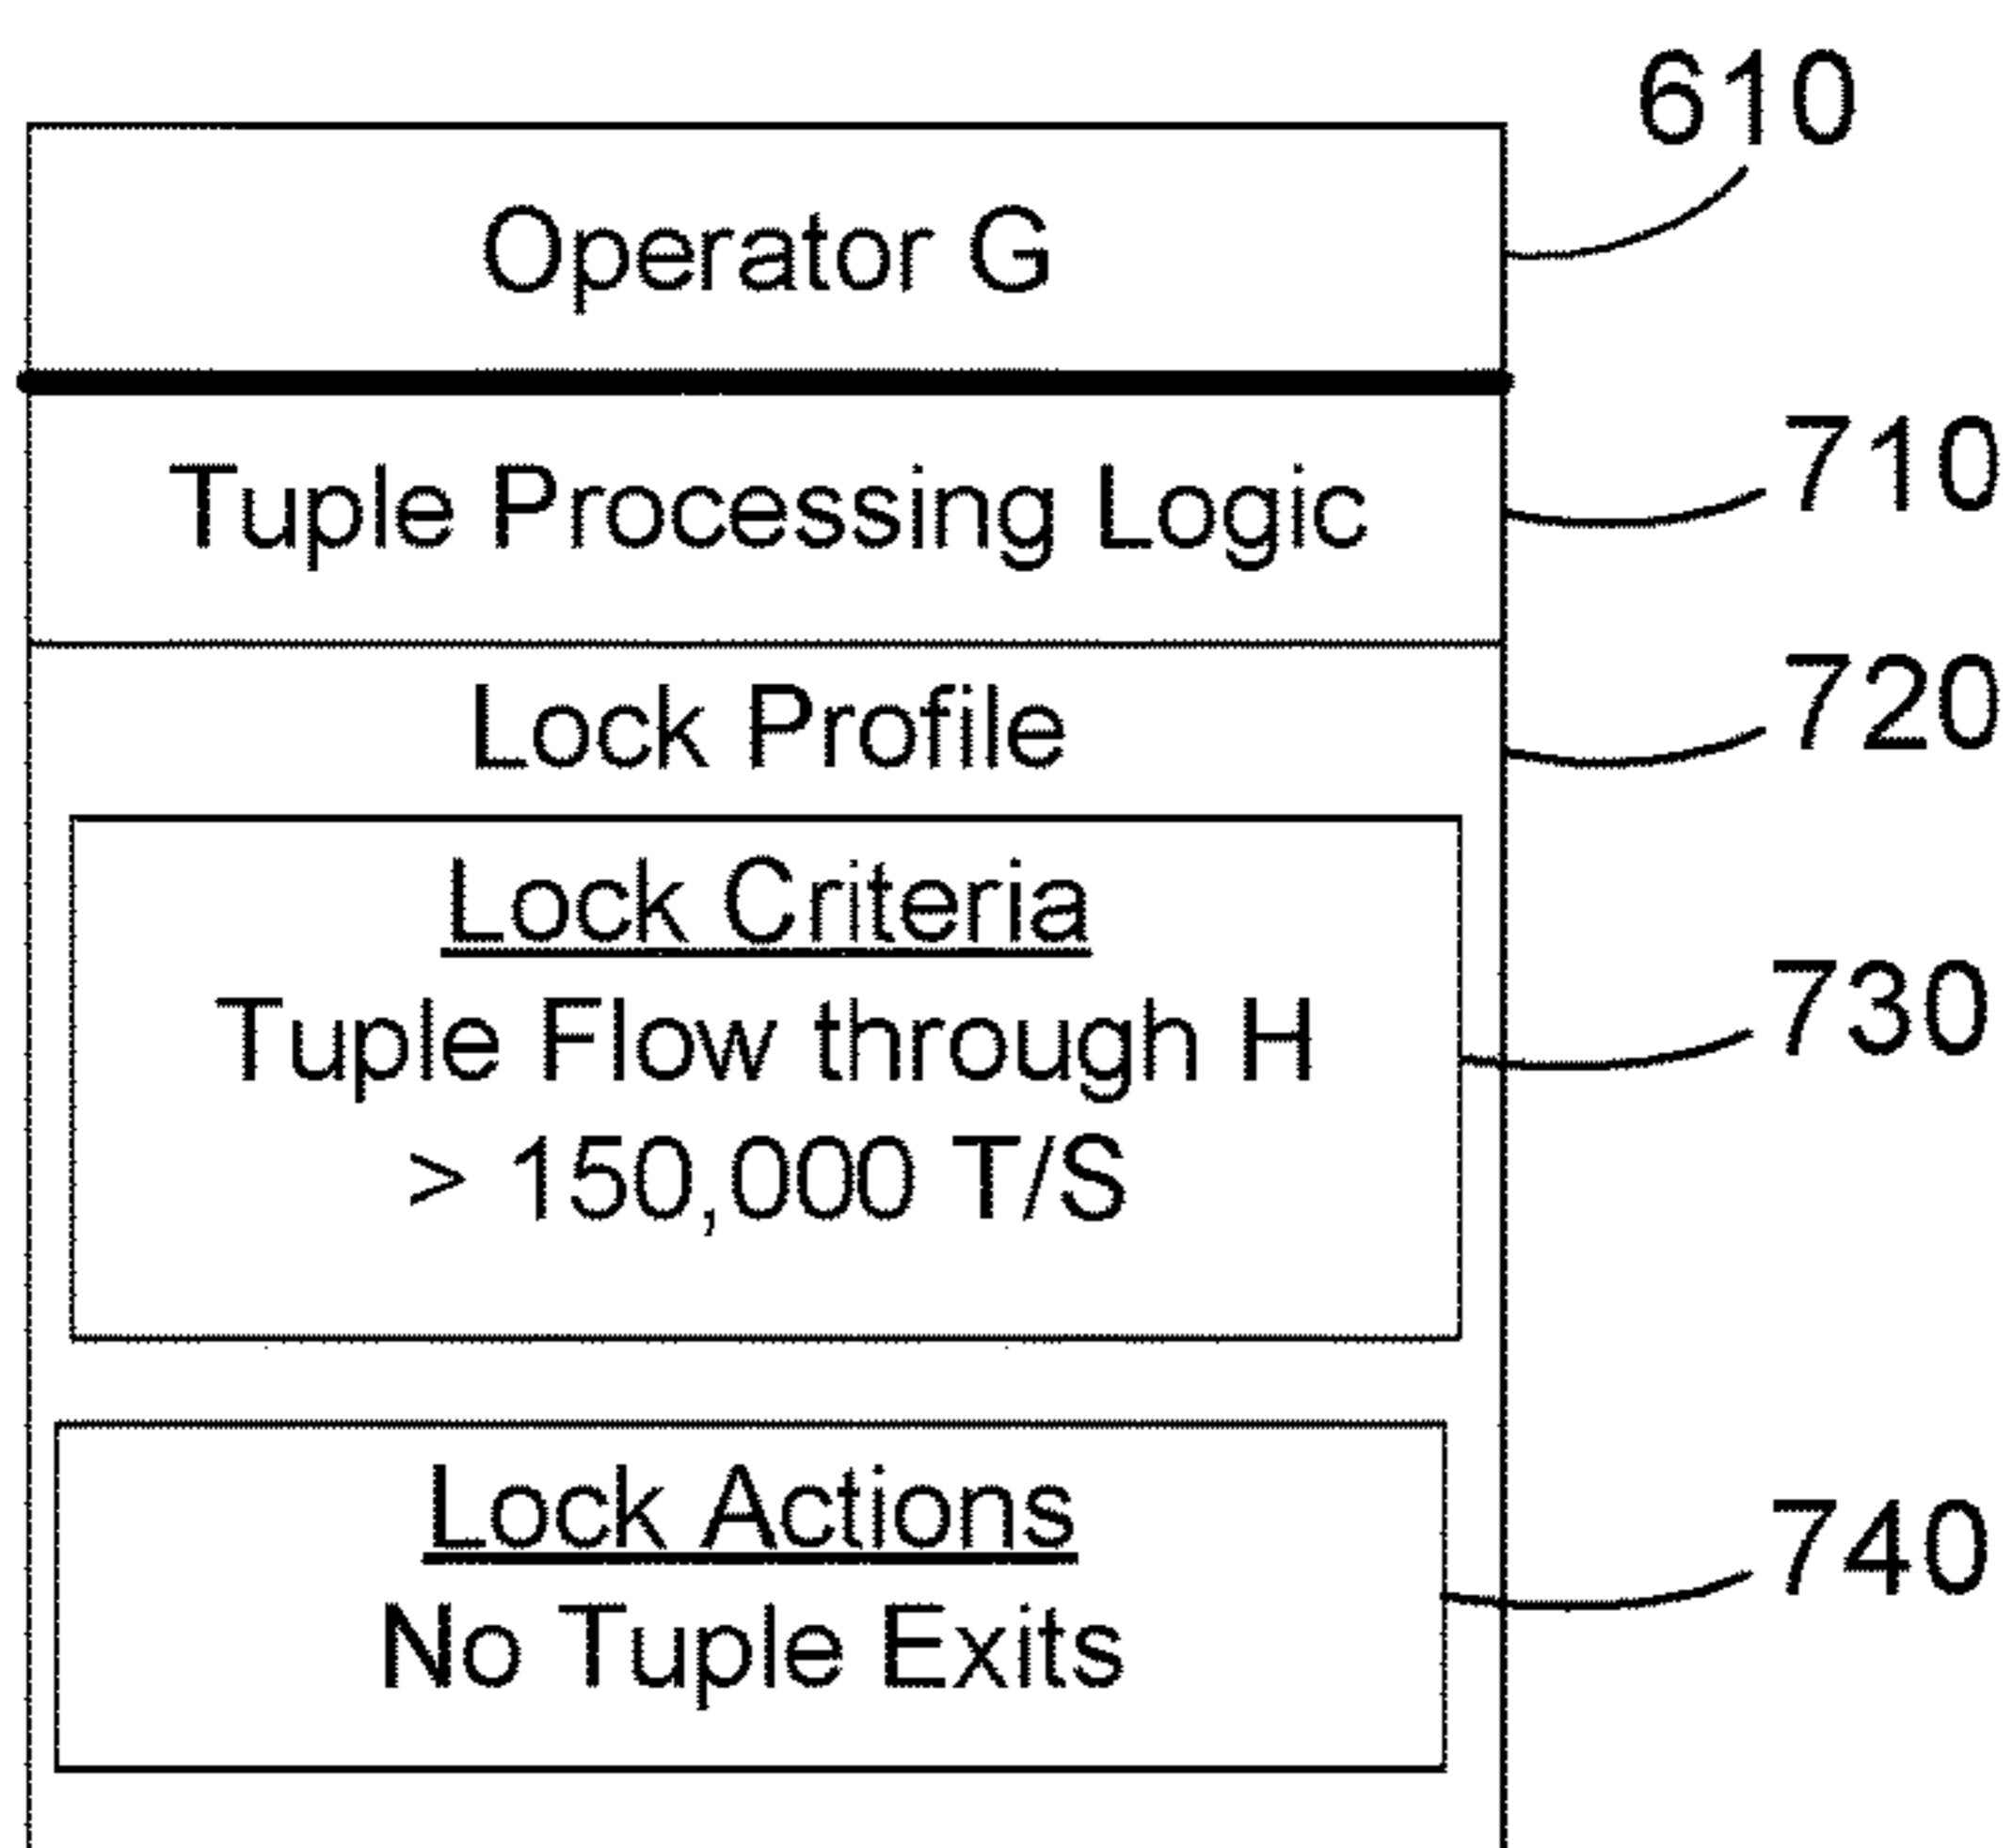 610
Operator G
Tuple Processing Logic
710
Lock Profile
720
Lock Criteria
Tuple Flow through H
730
> 150,000 T/S
Lock Actions
740
No Tuple Exits